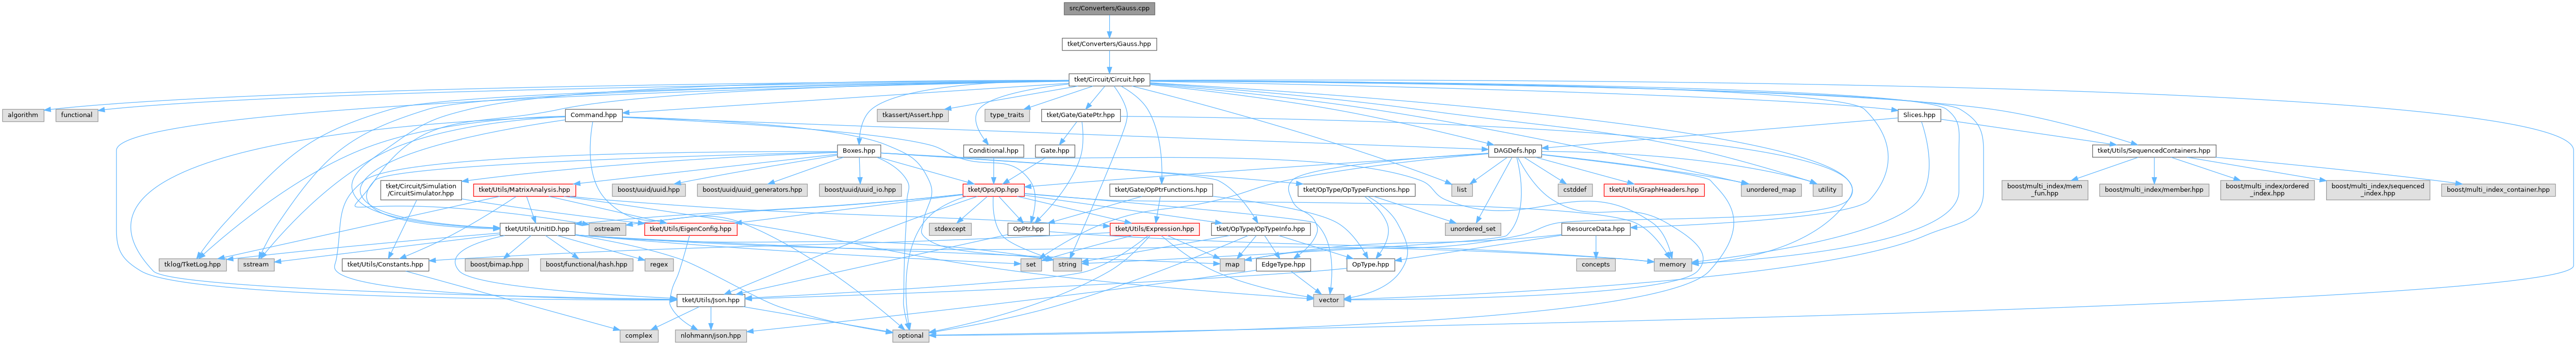 src/Converters/Gauss.cpp
tket/Converters/Gauss.hpp
tket/Circuit/Circuit.hpp
algorithm
functional
Command.hpp
tkassert/Assert.hpp
type_traits
tket/Gate/GatePtr.hpp
Slices.hpp
Boxes.hpp
Conditional.hpp
Gate.hpp
DAGDefs.hpp
tket/Utils/SequencedContainers.hpp
tket/Circuit/Simulation
/CircuitSimulator.hpp
tket/Utils/MatrixAnalysis.hpp
boost/uuid/uuid.hpp
boost/uuid/uuid_generators.hpp
boost/uuid/uuid_io.hpp
tket/Ops/Op.hpp
tket/Gate/OpPtrFunctions.hpp
tket/OpType/OpTypeFunctions.hpp
list
cstddef
tket/Utils/GraphHeaders.hpp
unordered_map
utility
boost/multi_index/mem
_fun.hpp
boost/multi_index/member.hpp
boost/multi_index/ordered
_index.hpp
boost/multi_index/sequenced
_index.hpp
boost/multi_index_container.hpp
tket/Utils/UnitID.hpp
ostream
tket/Utils/EigenConfig.hpp
stdexcept
OpPtr.hpp
tket/Utils/Expression.hpp
tket/OpType/OpTypeInfo.hpp
unordered_set
ResourceData.hpp
tklog/TketLog.hpp
sstream
tket/Utils/Constants.hpp
boost/bimap.hpp
boost/functional/hash.hpp
regex
set
string
map
EdgeType.hpp
OpType.hpp
concepts
memory
tket/Utils/Json.hpp
vector
complex
nlohmann/json.hpp
optional